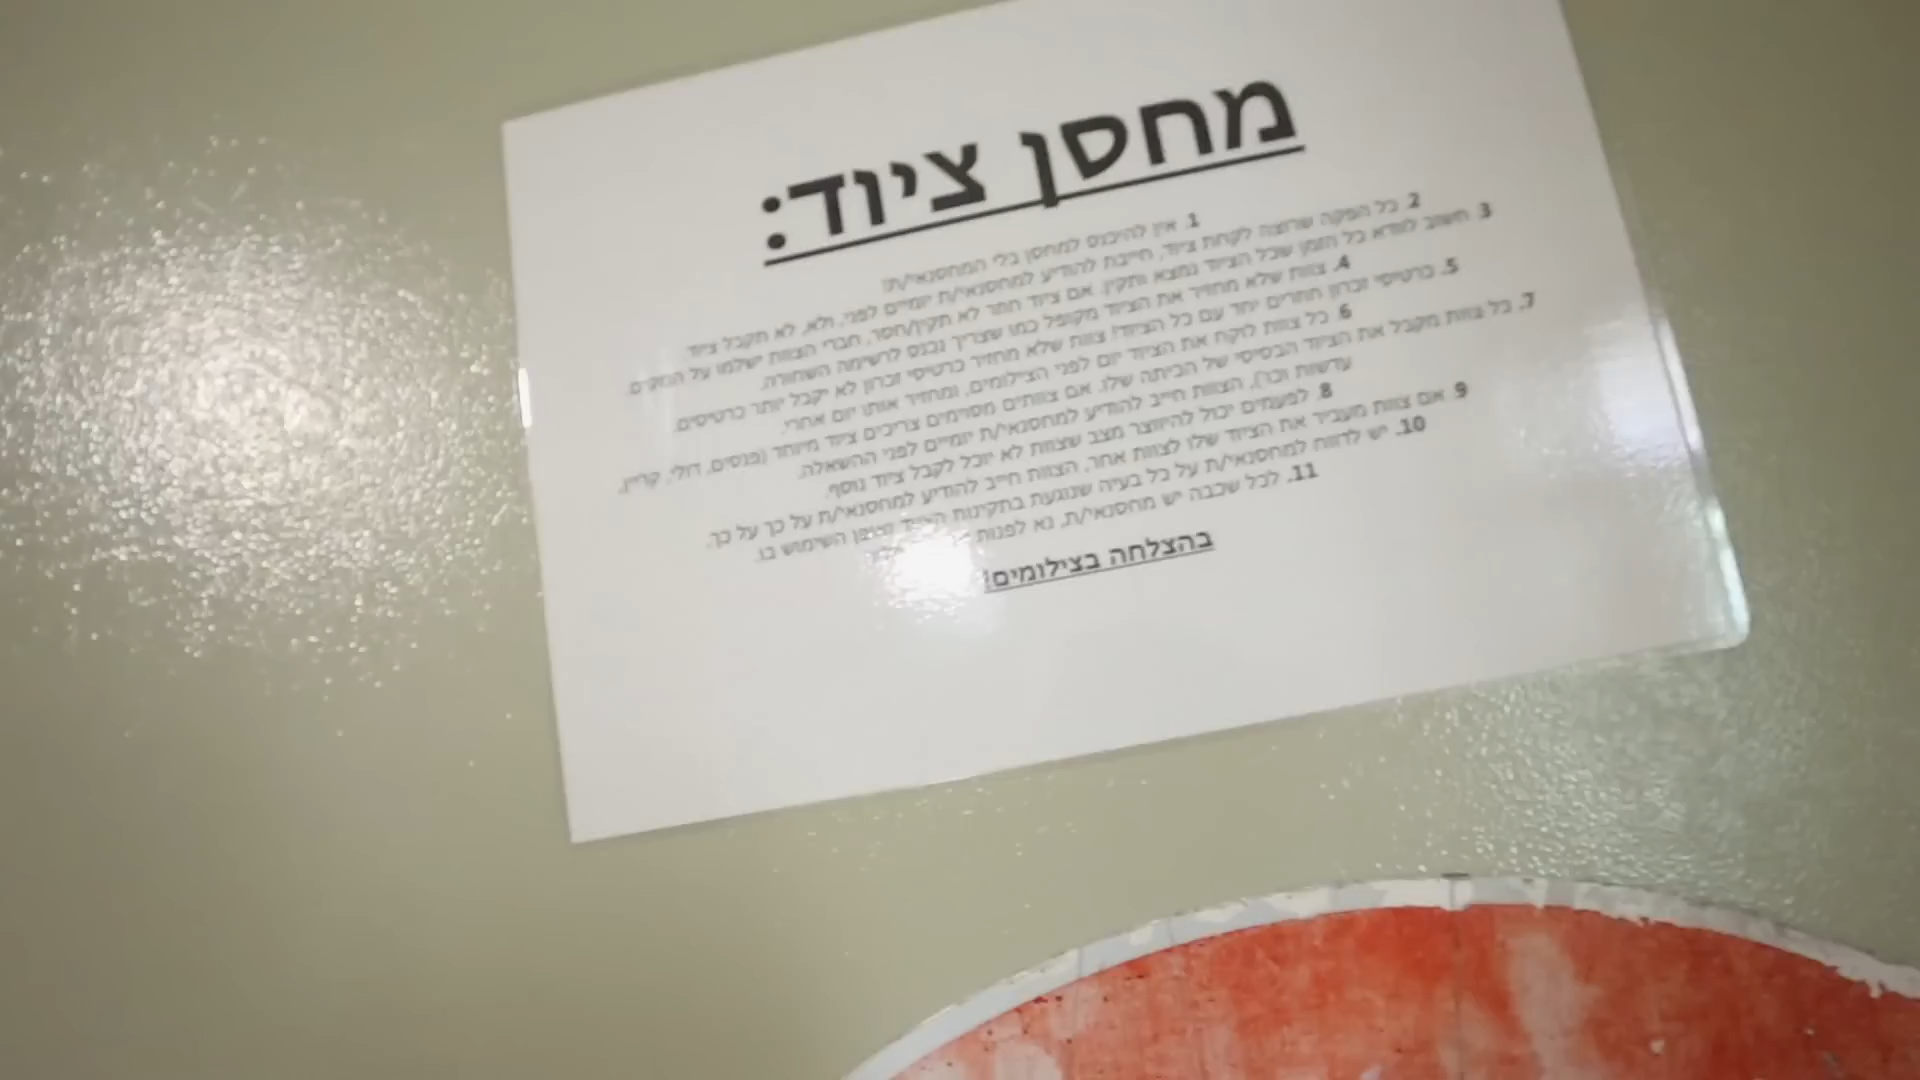 מחסן ציוד:
1. אין להיכנס למחסן בלי המחסנאי/ת!
2. כל הפקה שרוצה לקחת ציוד, חייבת להודיע למחסנאי/ת יומיים לפני, ולא, לא תקבל ציוד.
3. חשוב לוודא כל הזמן שכל הציוד נמצא ותקין. אם ציוד חוזר לא תקין/חסר, חברי הצוות ישלמו על הנזקים.
4. צוות שלא מחזיר את הציוד מקופל כמו שצריך נכנס לרשימה השחורה.
5. כרטיסי זכרון חוזרים יחד עם כל הציוד! צוות שלא מחזיר כרטיסי זכרון לא יקבל יותר כרטיסים.
6. כל צוות לוקח את הציוד יום לפני הצילומים, ומחזיר אותו יום אחרי.
7. כל צוות מקבל את הציוד הבסיסי של הכיתה שלו. אם צוותים מסוימים צריכים ציוד מיוחד (פנסים, דולי, קריין,
עדשות וכו'), הצוות חייב להודיע למחסנאי/ת יומיים לפני ההשאלה.
8. לפעמים יכול להיווצר מצב שצוות לא יוכל לקבל ציוד נוסף.
9. אם צוות מעביר את הציוד שלו לצוות אחר, הצוות חייב להודיע למחסנאי/ת על כך על כך.
10. יש לדווח למחסנאי/ת על כל בעיה שנוגעת בתקינות הציוד ואופן השימוש בו.
11. לכל שכבה יש מחסנאי/ת, נא לפנות
בהצלחה בצילומים!